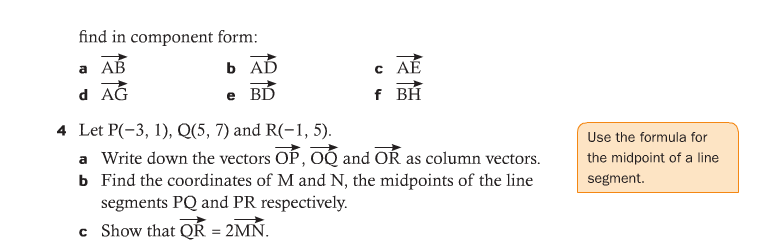 find in component form:
a AB b AD c AE
d AG e BD f BH
4 Let P(−3, 1), Q(5, 7) and R(−1, 5).
a Write down the vectors OP, OQ and OR as column vectors.
b Find the coordinates of M and N, the midpoints of the line
segments PQ and PR respectively.
c Show that QR = 2MN.
Use the formula for
the midpoint of a line
segment.